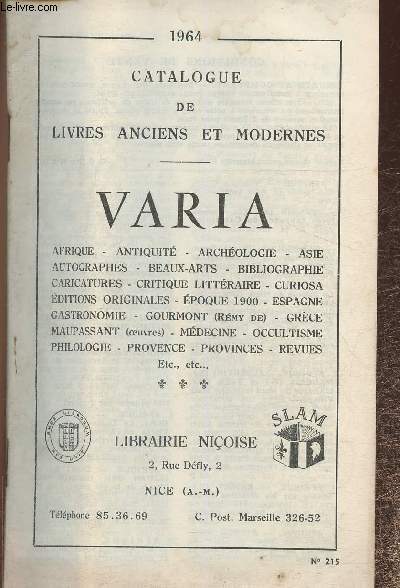 Le-livre.com
1964
CATALOGUE
DE
LIVRES ANCIENS ET MODERNES
VARIA
AFRIQUE - ANTIQUITÉ - ARCHÉOLOGIE - ASIE
AUTOGRAPHES - BEAUX-ARTS - BIBLIOGRAPHIE
CARICATURES - CRITIQUE LITTÉRAIRE - CURIOSA
ÉDITIONS ORIGINALES - ÉPOQUE 1900 - ESPAGNE
GASTRONOMIE - GOURMONT (RÉMY DE) - GRÈCE
MAUPASSANT (œuvres) - MÉDECINE - OCCULTISME
PHILOLOGIE - PROVENCE - PROVINCES - REVUES
Etc., etc..,
SLAM
LIBRAIRIE NIÇOISE
2, Rue Défly, 2
NICE (A.-M.)
Téléphone 85.36.69 C. Post. Marseille 326-52
N° 215